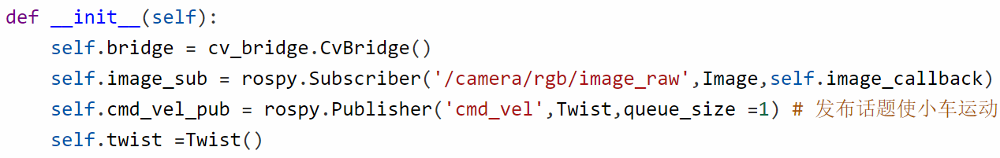 def __init__(self):
    self.bridge = cv_bridge.CvBridge()
    self.image_sub = rospy.Subscriber('/camera/rgb/image_raw',Image,self.image_callback)
    self.cmd_vel_pub = rospy.Publisher('cmd_vel',Twist,queue_size =1) # 发布话题使小车运动
    self.twist =Twist()